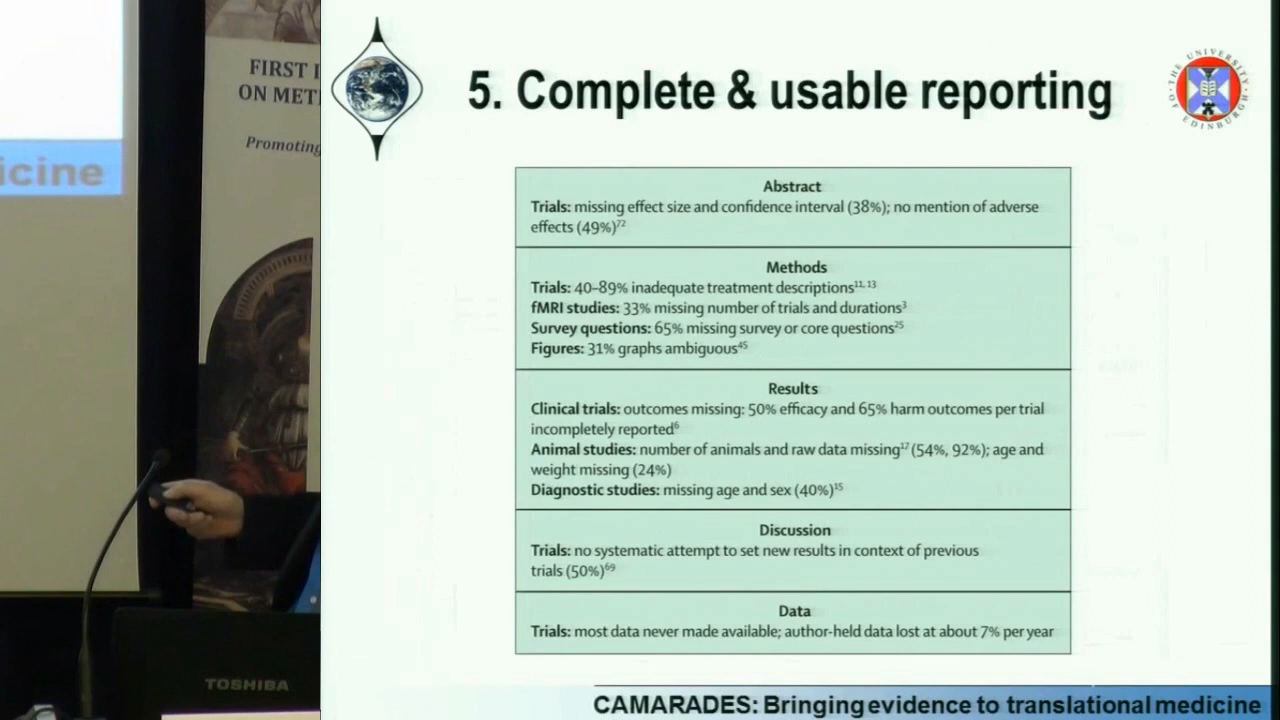 icine
FIRST I
ON MET
Promoting
5. Complete & usable reporting
THE UNIVERSITY OF EDINBURGH
Abstract
Trials: missing effect size and confidence interval (38%); no mention of adverse
effects (49%)72
Methods
Trials: 40–89% inadequate treatment descriptions11, 13
fMRI studies: 33% missing number of trials and durations3
Survey questions: 65% missing survey or core questions25
Figures: 31% graphs ambiguous45
Results
Clinical trials: outcomes missing: 50% efficacy and 65% harm outcomes per trial
incompletely reported6
Animal studies: number of animals and raw data missing17 (54%, 92%); age and
weight missing (24%)
Diagnostic studies: missing age and sex (40%)15
Discussion
Trials: no systematic attempt to set new results in context of previous
trials (50%)69
Data
Trials: most data never made available; author-held data lost at about 7% per year
TOSHIBA
CAMARADES: Bringing evidence to translational medicine